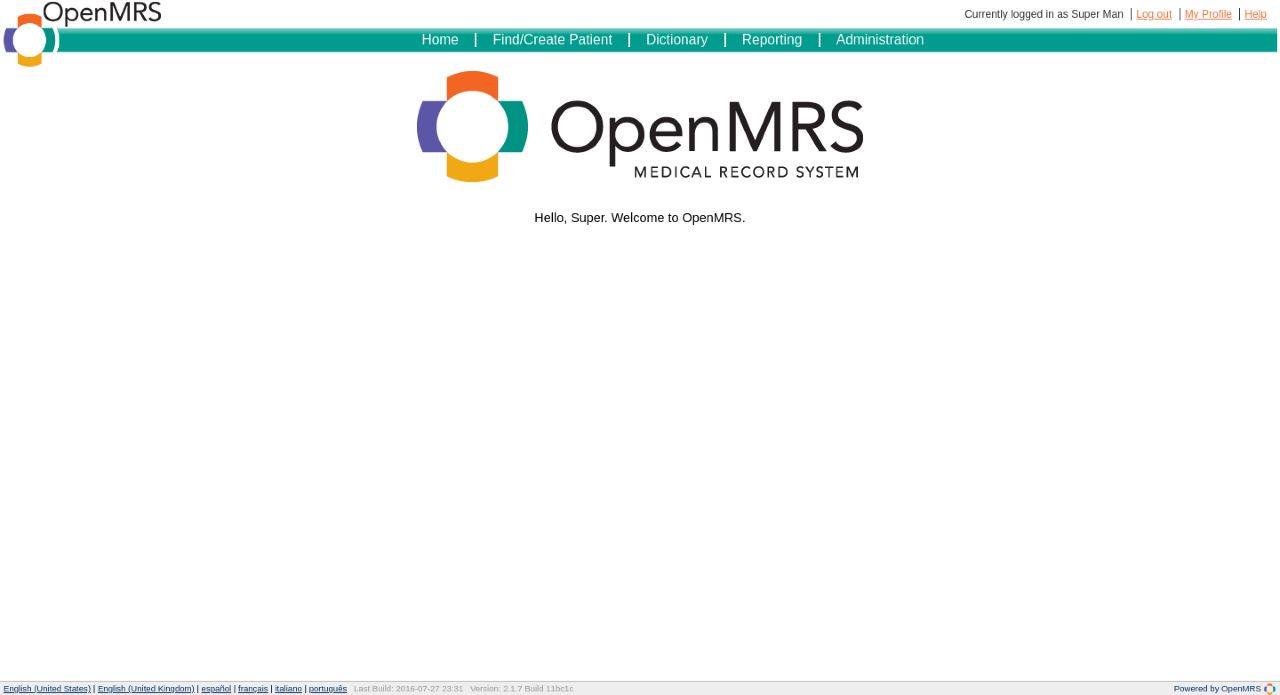 OpenMRS
Currently logged in as Super Man | Log out | My Profile | Help
Home | Find/Create Patient | Dictionary | Reporting | Administration
OpenMRS
MEDICAL RECORD SYSTEM
Hello, Super. Welcome to OpenMRS.
English (United States) | English (United Kingdom) | español | français | italiano | português Last Build: 2016-07-27 23:31 Version: 2.1.7 Build 11bc1c Powered by OpenMRS